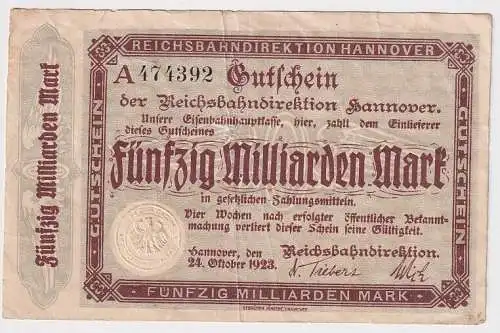 REICHSBAHNDIREKTION HANNOVER
Fünfzig Milliarden Mark
GUTSCHEIN
A474392 Gutschein
der Reichsbahndirektion Hannover.
Unsere Eisenbahnhauptkasse, hier, zahlt dem Einlieferer
dieses Gutscheines
Fünfzig Milliarden Mark
in gesetzlichen Zahlungsmitteln.
Vier Wochen nach erfolgter öffentlicher Bekannt-
machung verliert dieser Schein seine Gültigkeit.
Hannover, den
24. Oktober 1923.
Reichsbahndirektion.
GUTSCHEIN
FÜNFZIG MILLIARDEN MARK